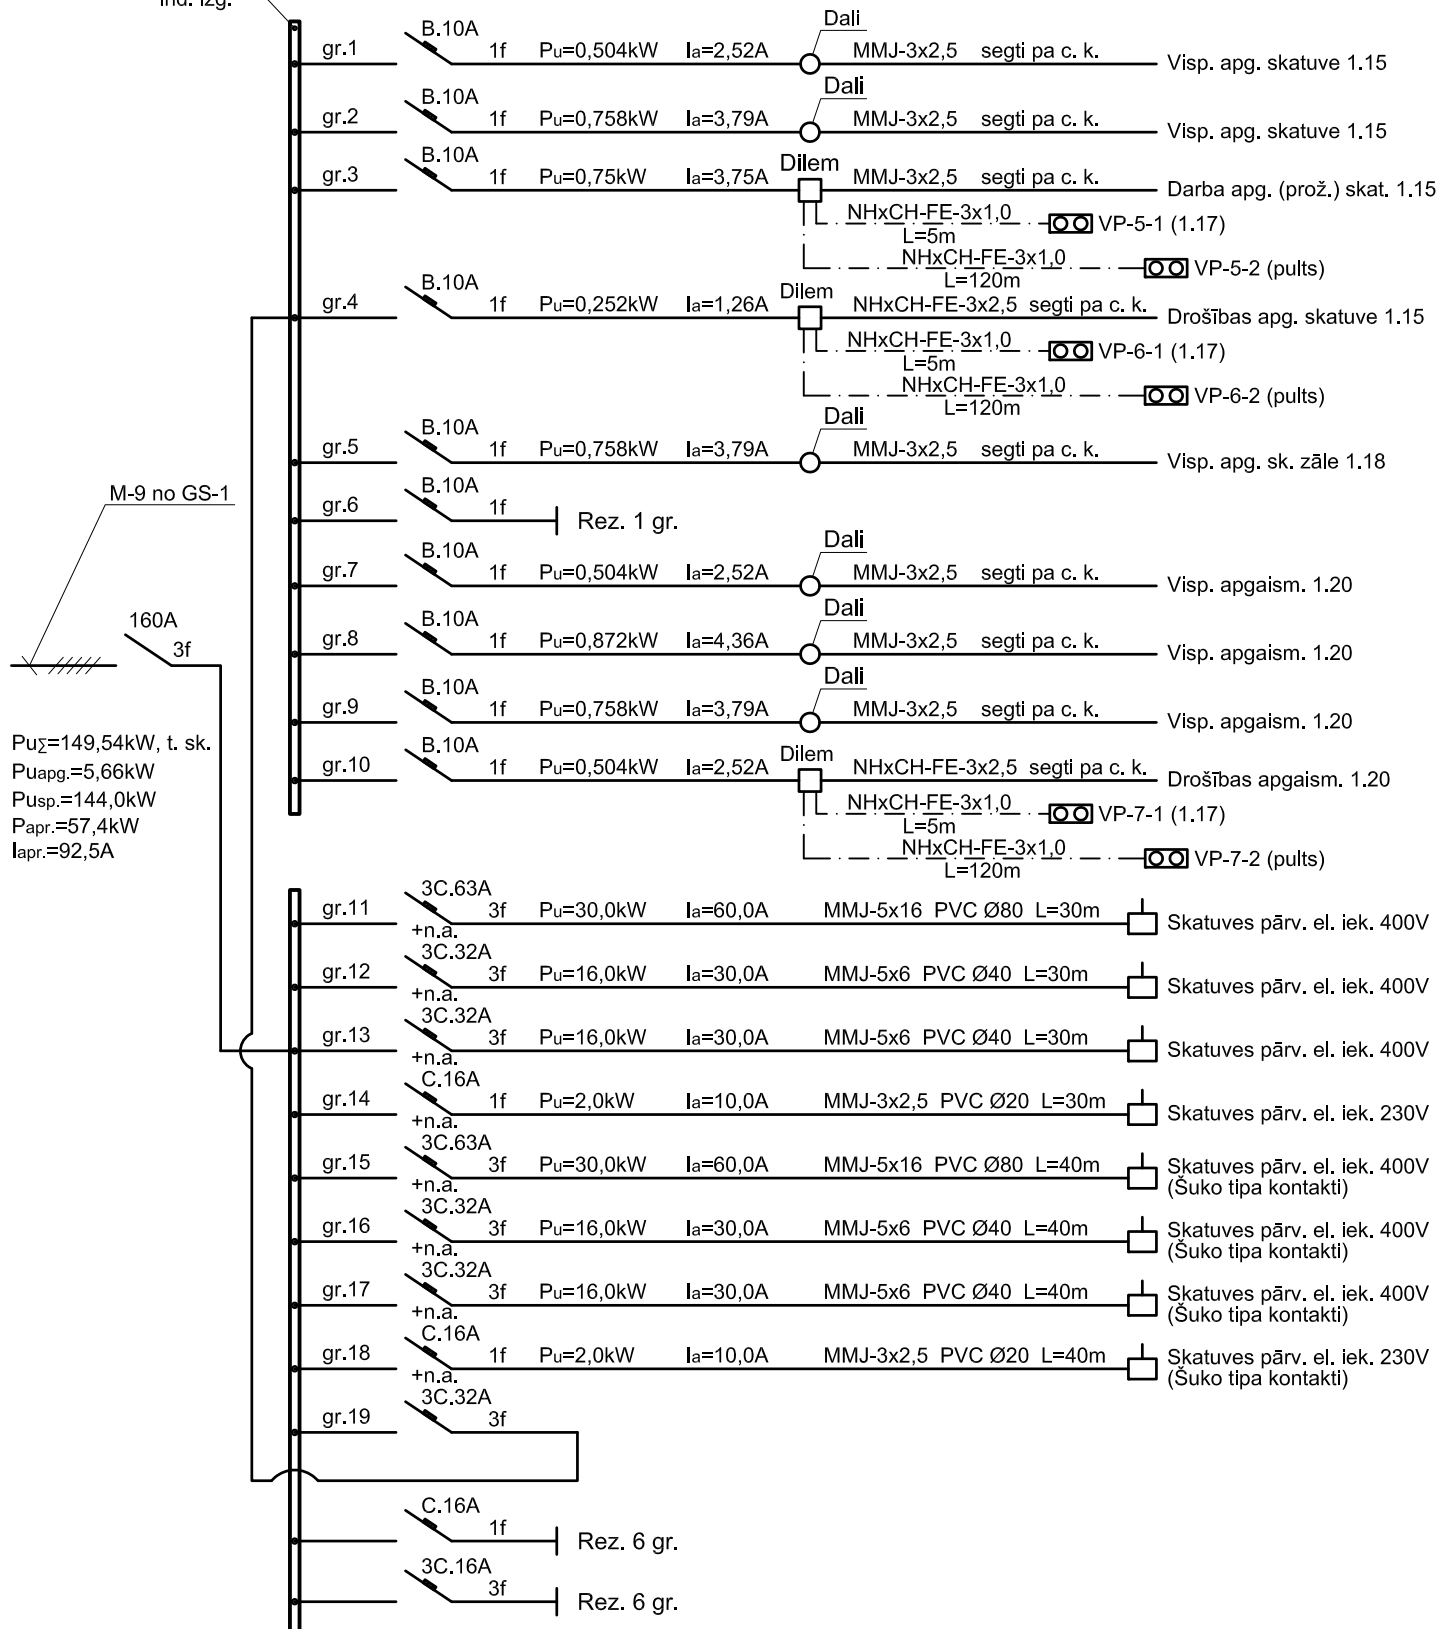 gr.1 B.10A 1f Pu=0,504kW Ia=2,52A Dali MMJ-3x2,5 segti pa c. k. Visp. apg. skatuve 1.15
gr.2 B.10A 1f Pu=0,758kW Ia=3,79A Dali MMJ-3x2,5 segti pa c. k. Visp. apg. skatuve 1.15
gr.3 B.10A 1f Pu=0,75kW Ia=3,75A Dilem MMJ-3x2,5 segti pa c. k. Darba apg. (prož.) skat. 1.15
NHxCH-FE-3x1,0 L=5m VP-5-1 (1.17)
NHxCH-FE-3x1,0 L=120m VP-5-2 (pults)
gr.4 B.10A 1f Pu=0,252kW Ia=1,26A Dilem NHxCH-FE-3x2,5 segti pa c. k. Drošības apg. skatuve 1.15
NHxCH-FE-3x1,0 L=5m VP-6-1 (1.17)
NHxCH-FE-3x1,0 L=120m VP-6-2 (pults)
gr.5 B.10A 1f Pu=0,758kW Ia=3,79A Dali MMJ-3x2,5 segti pa c. k. Visp. apg. sk. zāle 1.18
gr.6 B.10A 1f Rez. 1 gr.
gr.7 B.10A 1f Pu=0,504kW Ia=2,52A Dali MMJ-3x2,5 segti pa c. k. Visp. apgaism. 1.20
gr.8 B.10A 1f Pu=0,872kW Ia=4,36A Dali MMJ-3x2,5 segti pa c. k. Visp. apgaism. 1.20
gr.9 B.10A 1f Pu=0,758kW Ia=3,79A Dali MMJ-3x2,5 segti pa c. k. Visp. apgaism. 1.20
gr.10 B.10A 1f Pu=0,504kW Ia=2,52A Dilem NHxCH-FE-3x2,5 segti pa c. k. Drošības apgaism. 1.20
NHxCH-FE-3x1,0 L=5m VP-7-1 (1.17)
NHxCH-FE-3x1,0 L=120m VP-7-2 (pults)
M-9 no GS-1
160A 3f
Pu∑=149,54kW, t. sk.
Puapg.=5,66kW
Pusp.=144,0kW
Papr.=57,4kW
Iapr.=92,5A
gr.11 3C.63A +n.a. 3f Pu=30,0kW Ia=60,0A MMJ-5x16 PVC Ø80 L=30m Skatuves pārv. el. iek. 400V
gr.12 3C.32A +n.a. 3f Pu=16,0kW Ia=30,0A MMJ-5x6 PVC Ø40 L=30m Skatuves pārv. el. iek. 400V
gr.13 3C.32A +n.a. 3f Pu=16,0kW Ia=30,0A MMJ-5x6 PVC Ø40 L=30m Skatuves pārv. el. iek. 400V
gr.14 C.16A +n.a. 1f Pu=2,0kW Ia=10,0A MMJ-3x2,5 PVC Ø20 L=30m Skatuves pārv. el. iek. 230V
gr.15 3C.63A +n.a. 3f Pu=30,0kW Ia=60,0A MMJ-5x16 PVC Ø80 L=40m Skatuves pārv. el. iek. 400V
(Šuko tipa kontakti)
gr.16 3C.32A +n.a. 3f Pu=16,0kW Ia=30,0A MMJ-5x6 PVC Ø40 L=40m Skatuves pārv. el. iek. 400V
(Šuko tipa kontakti)
gr.17 3C.32A +n.a. 3f Pu=16,0kW Ia=30,0A MMJ-5x6 PVC Ø40 L=40m Skatuves pārv. el. iek. 400V
(Šuko tipa kontakti)
gr.18 C.16A +n.a. 1f Pu=2,0kW Ia=10,0A MMJ-3x2,5 PVC Ø20 L=40m Skatuves pārv. el. iek. 230V
(Šuko tipa kontakti)
gr.19 3C.32A 3f
C.16A 1f Rez. 6 gr.
3C.16A 3f Rez. 6 gr.